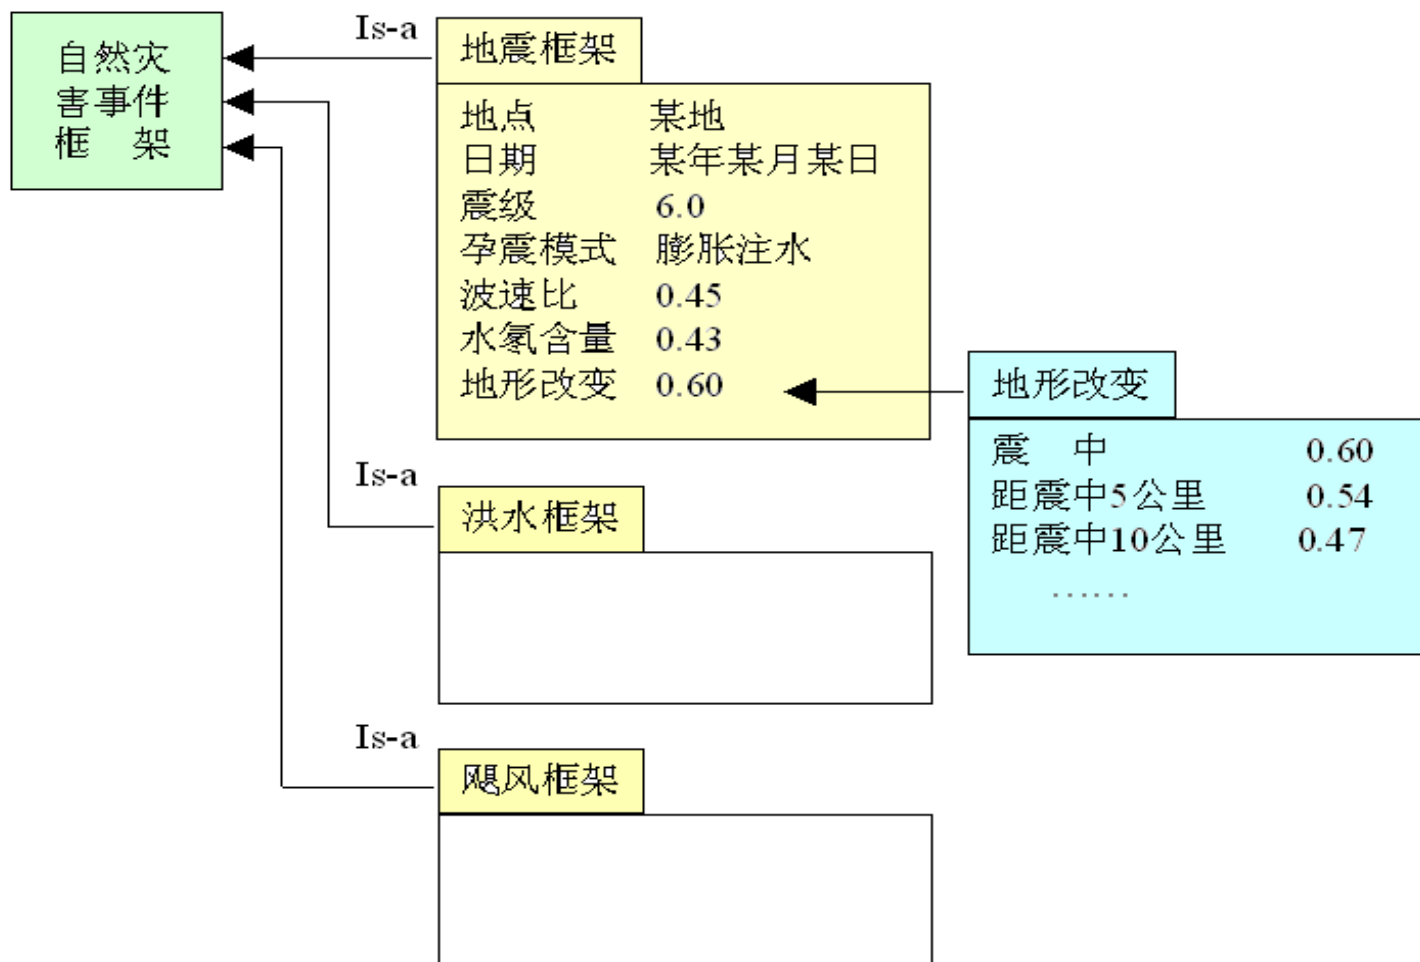 自然灾
害事件
框 架
Is-a
地震框架
地点 某地
日期 某年某月某日
震级 6.0
孕震模式 膨胀注水
波速比 0.45
水氡含量 0.43
地形改变 0.60
地形改变
震 中 0.60
距震中5公里 0.54
距震中10公里 0.47
······
Is-a
洪水框架
Is-a
飓风框架